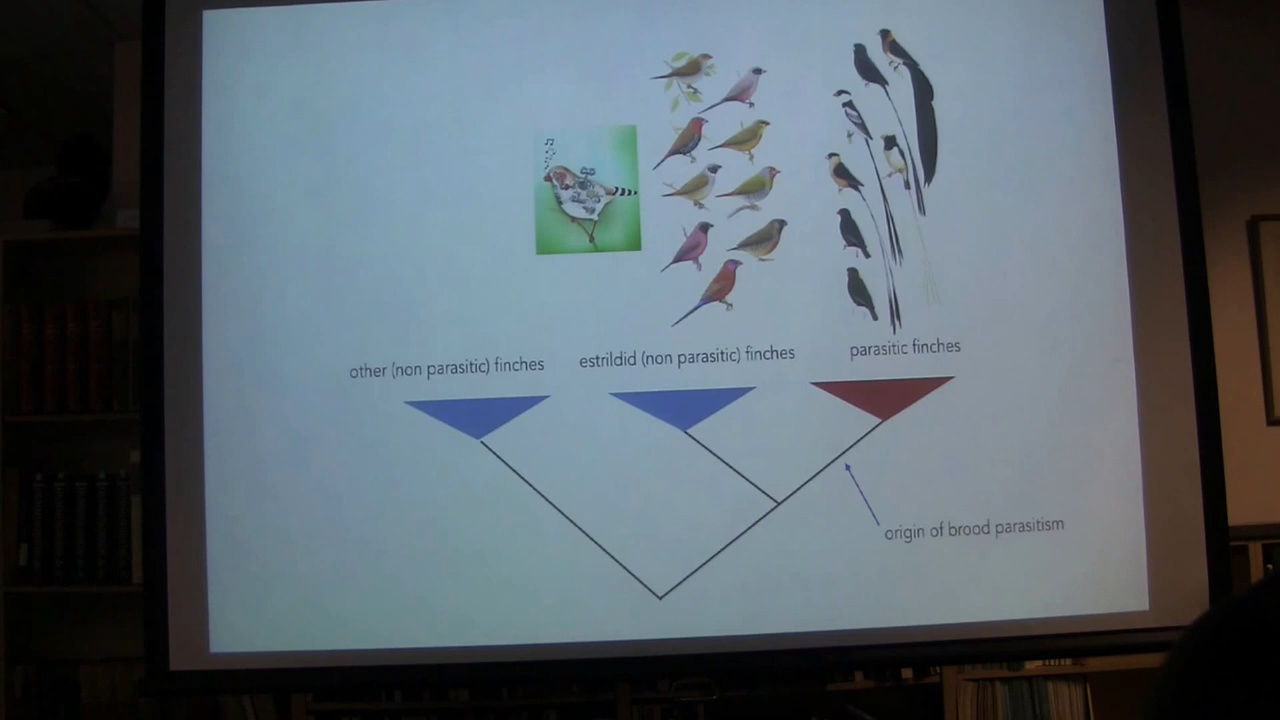 other (non parasitic) finches
estrildid (non parasitic) finches
parasitic finches
origin of brood parasitism